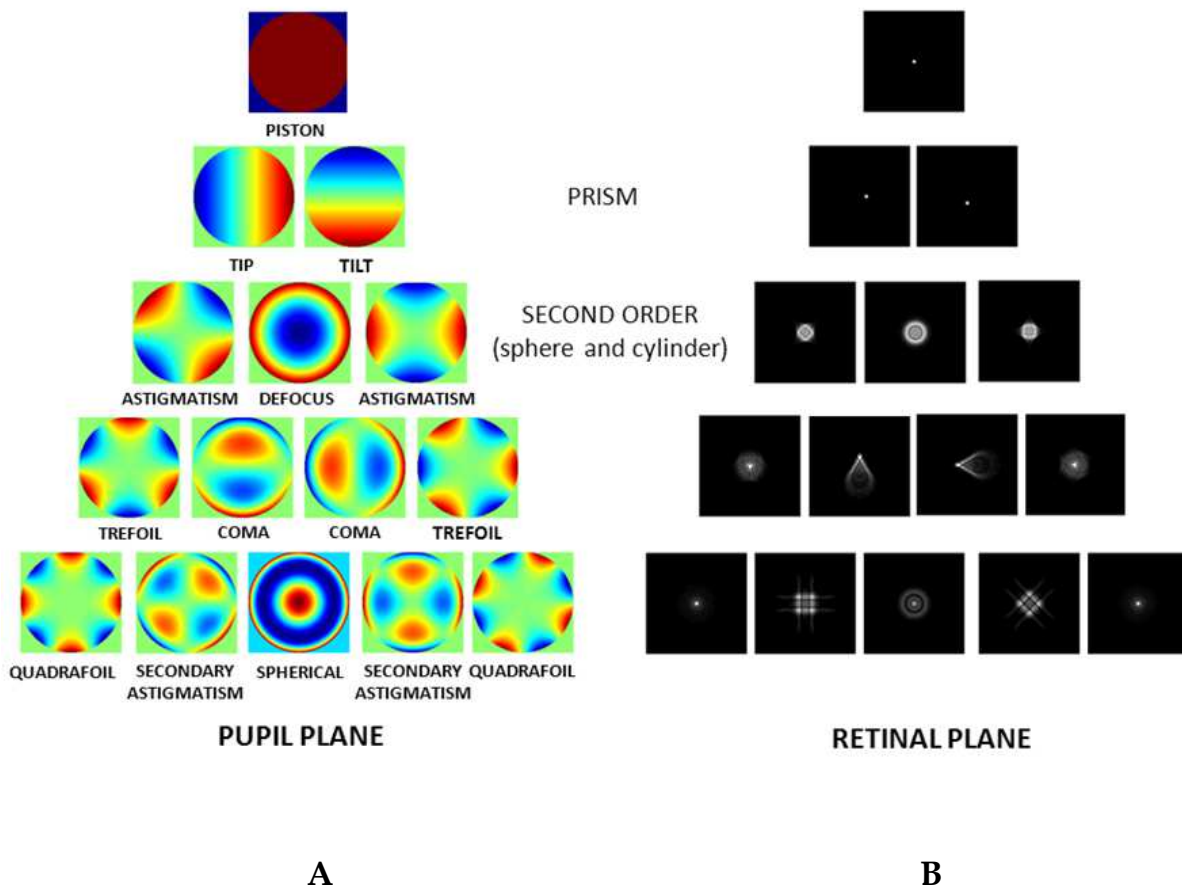 PISTON
PRISM
TIP TILT
SECOND ORDER
(sphere and cylinder)
ASTIGMATISM DEFOCUS ASTIGMATISM
TREFOIL COMA COMA TREFOIL
QUADRAFOIL SECONDARY ASTIGMATISM SPHERICAL SECONDARY ASTIGMATISM QUADRAFOIL
PUPIL PLANE RETINAL PLANE
A B